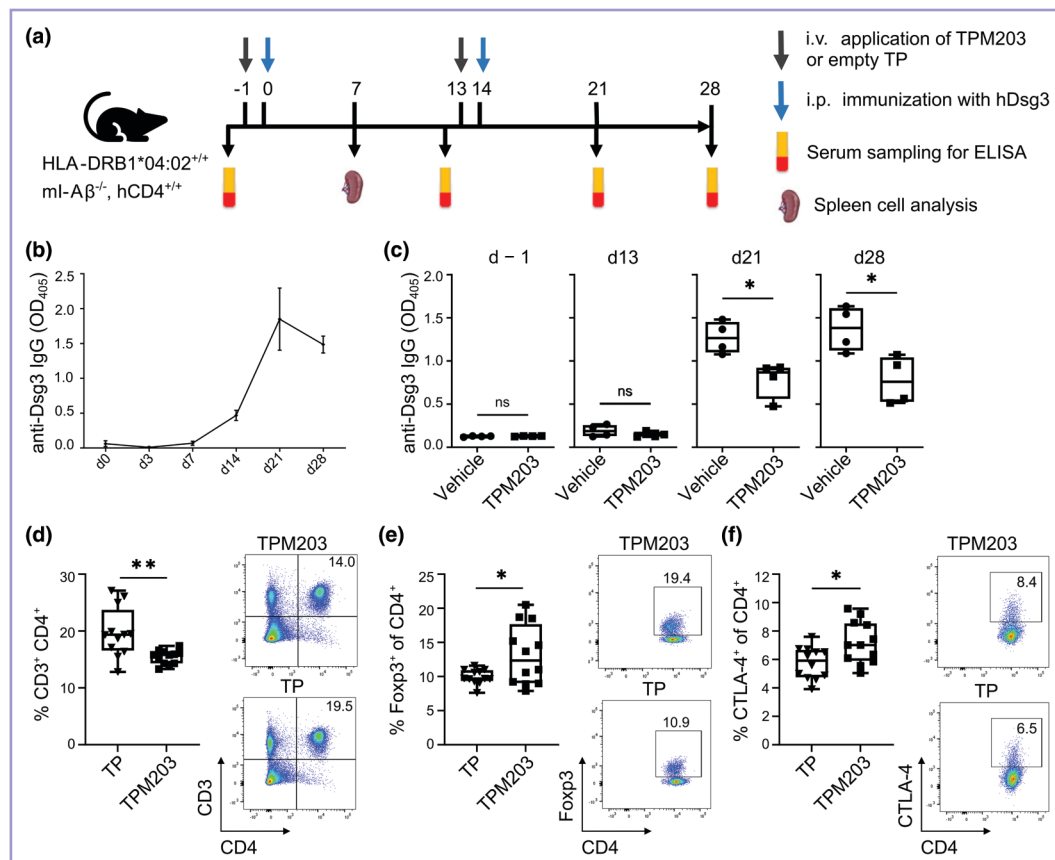 (a)
-1 0 7 13 14 21 28
HLA-DRB1*04:02+/+
mI-Aβ-/-, hCD4+/+
i.v. application of TPM203
or empty TP
i.p. immunization with hDsg3
Serum sampling for ELISA
Spleen cell analysis
(b)
anti-Dsg3 IgG (OD405)
2.5
2.0
1.5
1.0
0.5
0.0
d0 d3 d7 d14 d21 d28
(c)
d – 1 d13 d21 d28
anti-Dsg3 IgG (OD405)
2.0
1.5
1.0
0.5
0.0
ns ns * *
Vehicle TPM203 Vehicle TPM203 Vehicle TPM203 Vehicle TPM203
(d)
% CD3+ CD4+
30
20
10
0
**
TP TPM203
TPM203
14.0
TP
19.5
CD3
CD4
(e)
% Foxp3+ of CD4+
25
20
15
10
5
0
*
TP TPM203
TPM203
19.4
TP
10.9
Foxp3
CD4
(f)
% CTLA-4+ of CD4+
12
10
8
6
4
2
0
*
TP TPM203
TPM203
8.4
TP
6.5
CTLA-4
CD4